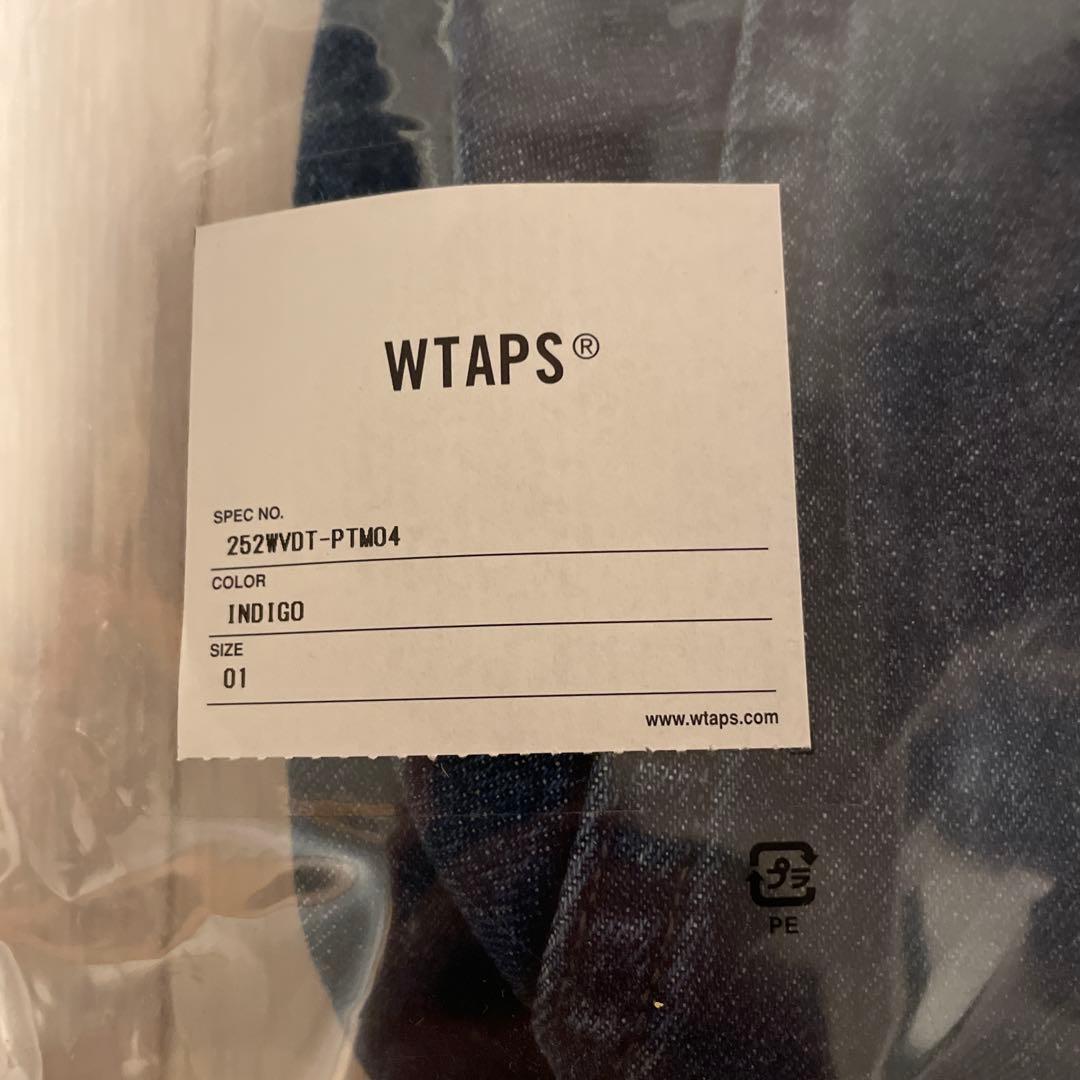 WTAPS®
SPEC NO.
252WVDT-PTM04
COLOR
INDIGO
SIZE
01
www.wtaps.com
プラ
PE